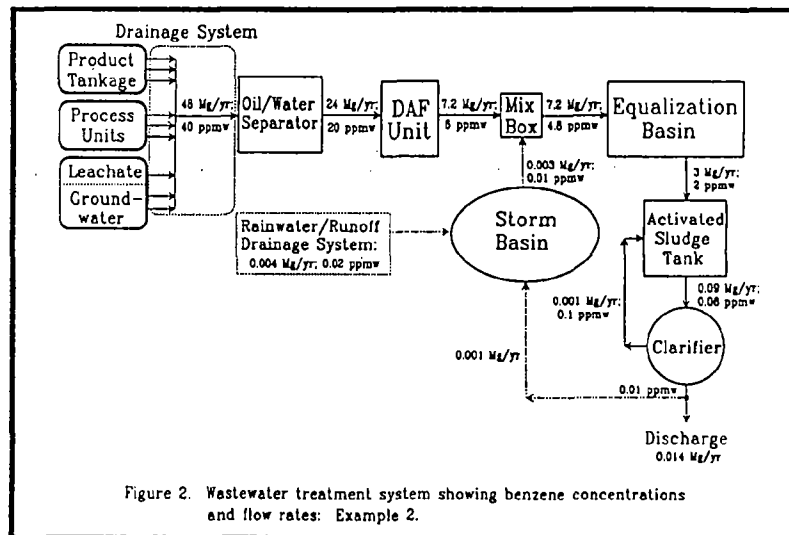 Drainage System
Product
Tankage
Process
Units
Leachate
Ground-
water
48 Mg/yr;
40 ppmw
Oil/Water
Separator
24 Mg/yr;
20 ppmw
DAF
Unit
7.2 Mg/yr;
6 ppmw
Mix
Box
7.2 Mg/yr;
4.8 ppmw
Equalization
Basin
0.003 Mg/yr;
0.01 ppmw
3 Mg/yr;
2 ppmw
Rainwater/Runoff
Drainage System:
0.004 Mg/yr; 0.02 ppmw
Storm
Basin
Activated
Sludge
Tank
0.09 Mg/yr;
0.06 ppmw
0.001 Mg/yr;
0.1 ppmw
Clarifier
0.001 Mg/yr
0.01 ppmw
Discharge
0.014 Mg/yr
Figure 2. Wastewater treatment system showing benzene concentrations
and flow rates: Example 2.